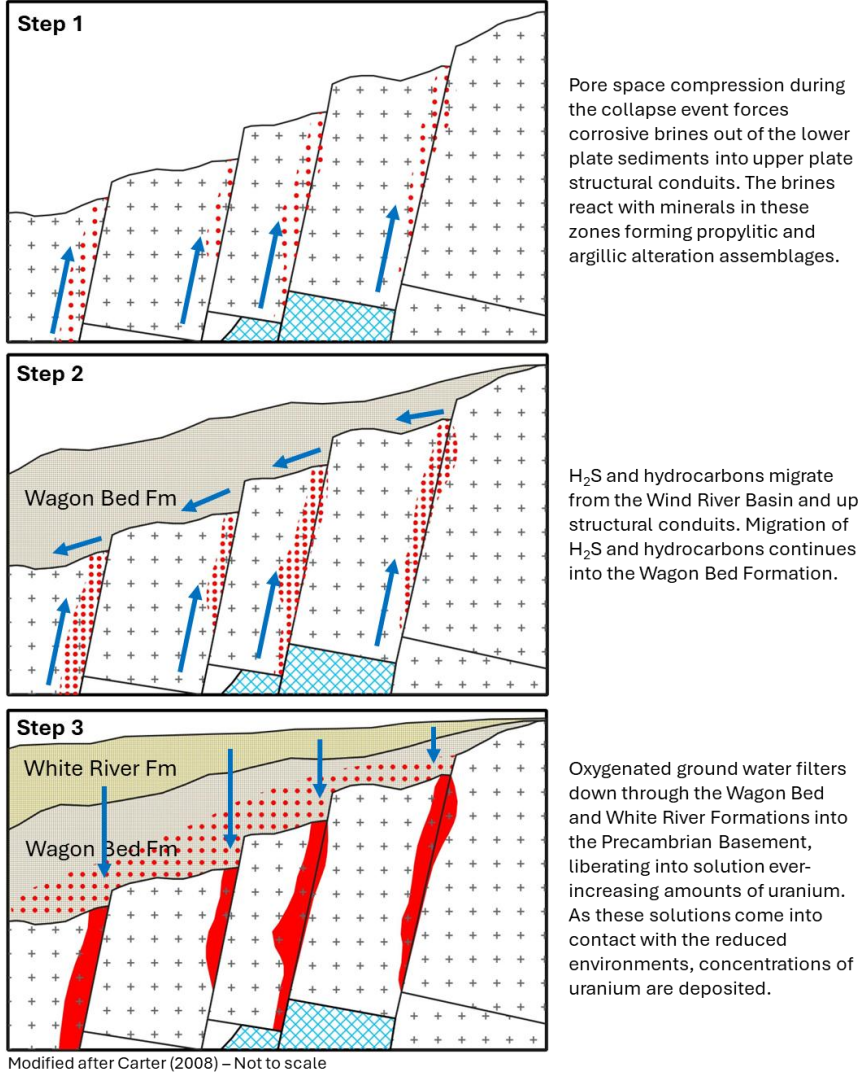 Step 1
Pore space compression during
the collapse event forces
corrosive brines out of the lower
plate sediments into upper plate
structural conduits. The brines
react with minerals in these
zones forming propylitic and
argillic alteration assemblages.
Step 2
Wagon Bed Fm
H₂S and hydrocarbons migrate
from the Wind River Basin and up
structural conduits. Migration of
H₂S and hydrocarbons continues
into the Wagon Bed Formation.
Step 3
White River Fm
Wagon Bed Fm
Oxygenated ground water filters
down through the Wagon Bed
and White River Formations into
the Precambrian Basement,
liberating into solution ever-
increasing amounts of uranium.
As these solutions come into
contact with the reduced
environments, concentrations of
uranium are deposited.
Modified after Carter (2008) – Not to scale